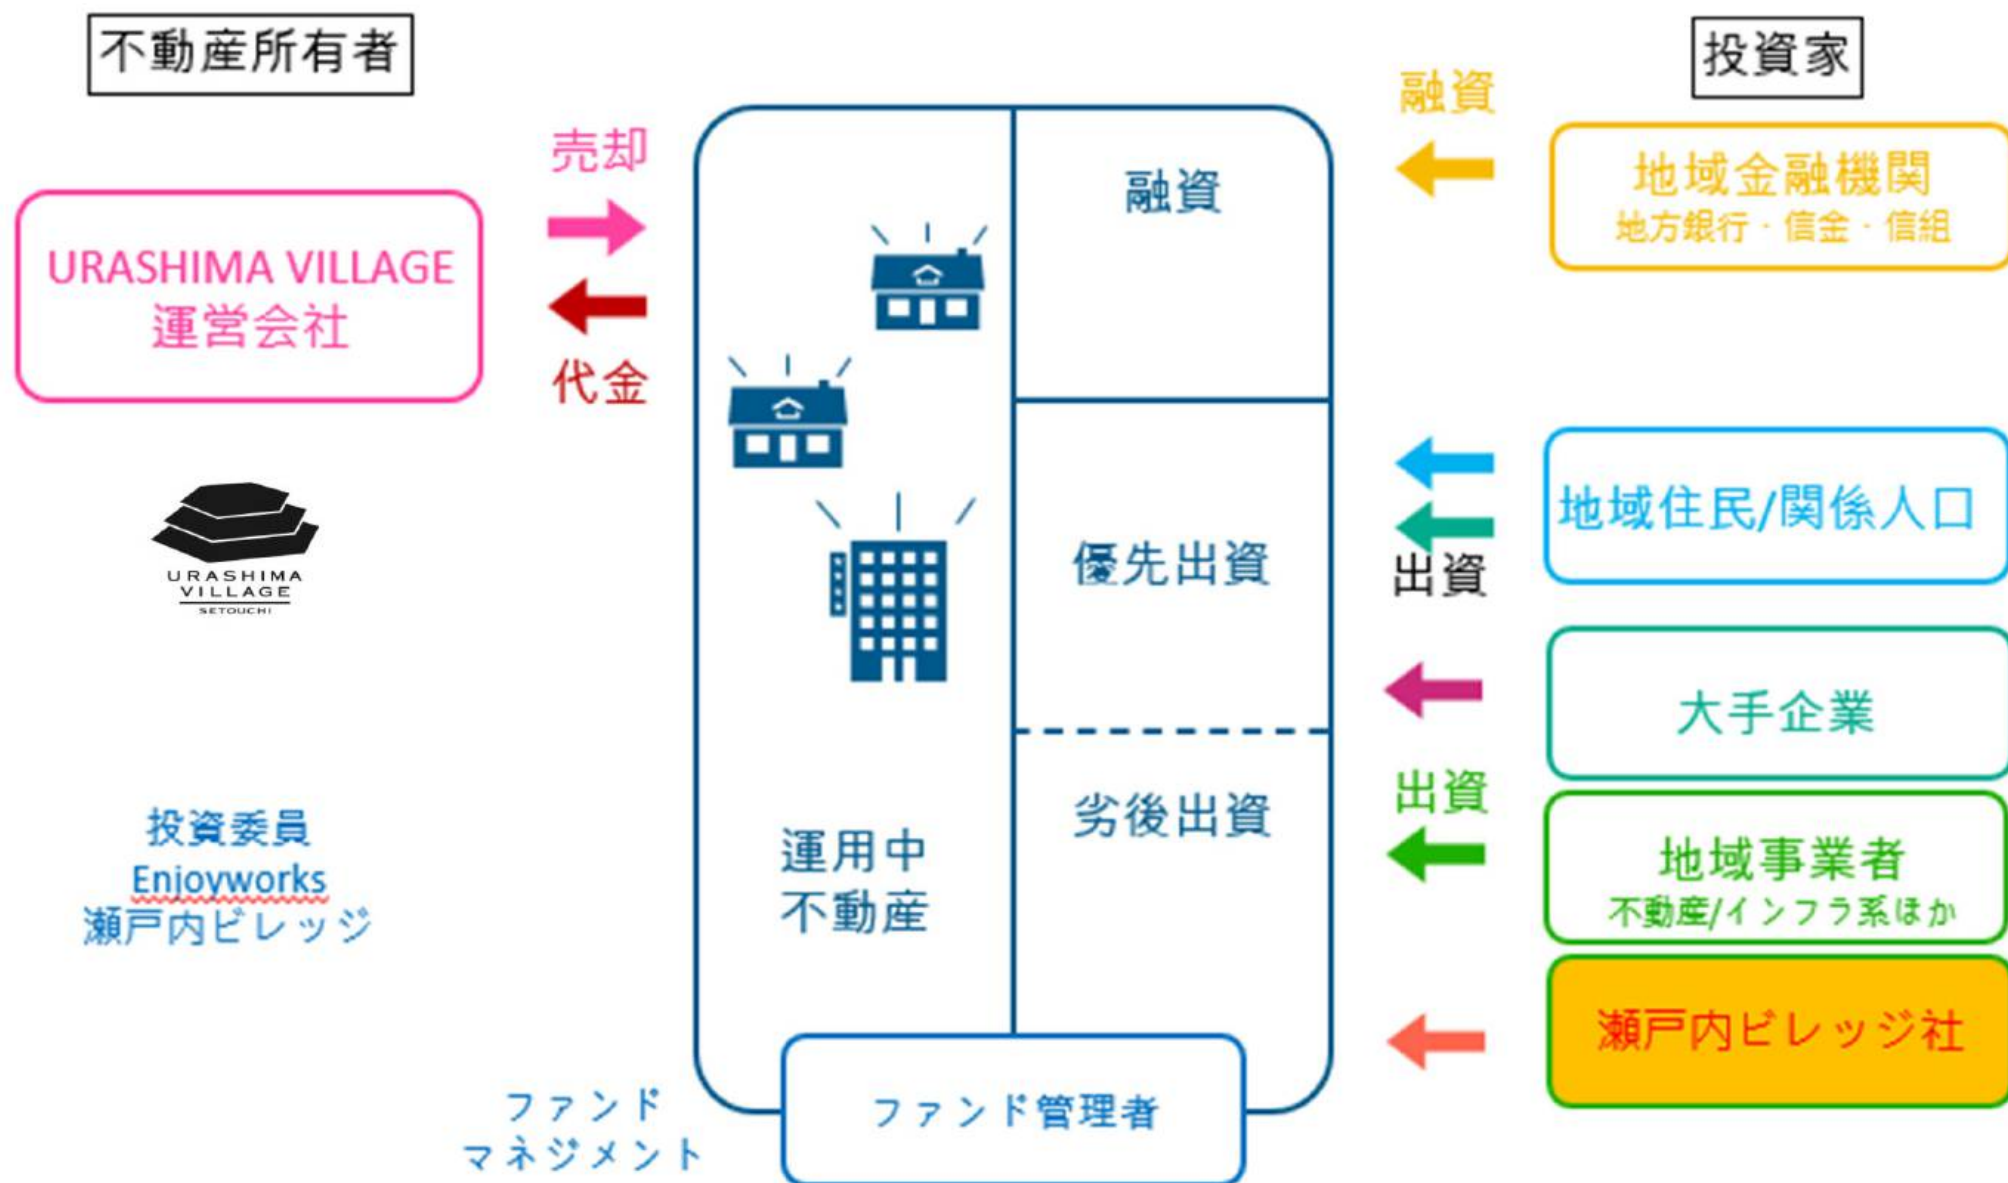 不動産所有者
投資家
売却
URASHIMA VILLAGE
運営会社
代金
URASHIMA
VILLAGE
SETOUCHI
投資委員
Enjoyworks
瀬戸内ビレッジ
ファンド
マネジメント
運用中
不動産
融資
優先出資
劣後出資
ファンド管理者
融資
出資
出資
地域金融機関
地方銀行・信金・信組
地域住民/関係人口
大手企業
地域事業者
不動産/インフラ系ほか
瀬戸内ビレッジ社